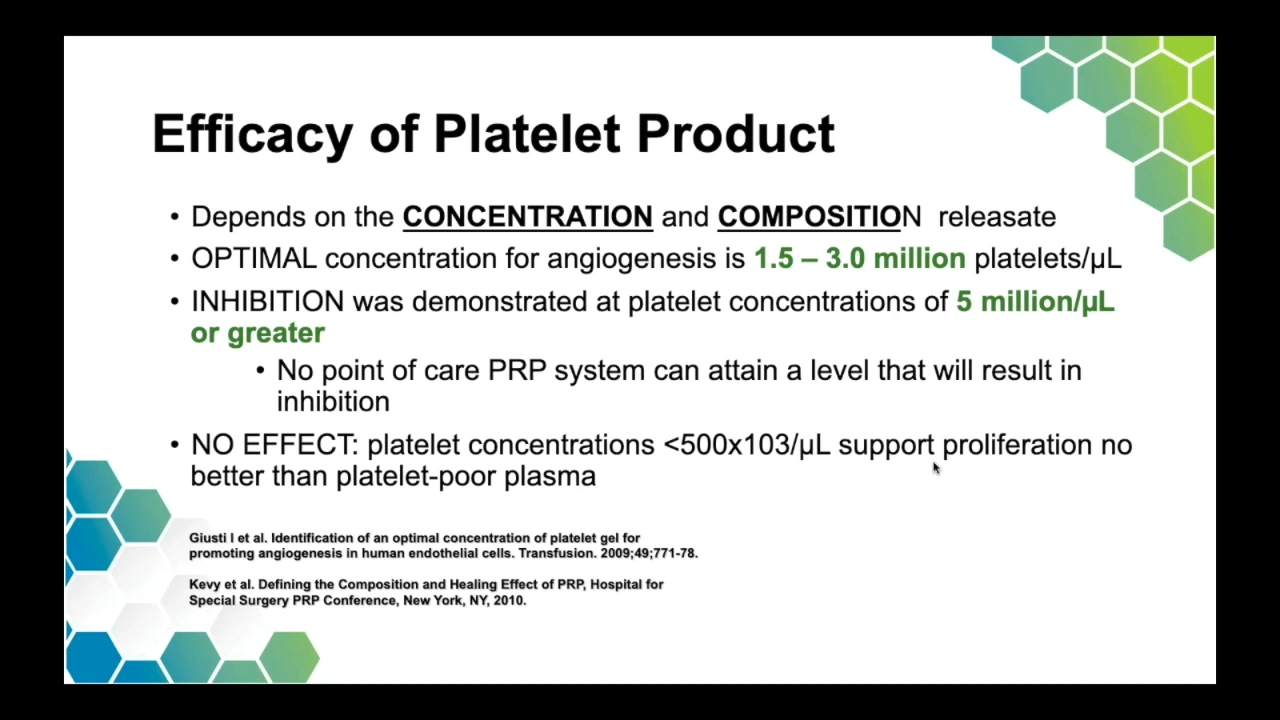 Efficacy of Platelet Product
• Depends on the CONCENTRATION and COMPOSITION releasate
• OPTIMAL concentration for angiogenesis is 1.5 – 3.0 million platelets/µL
• INHIBITION was demonstrated at platelet concentrations of 5 million/µL
or greater
• No point of care PRP system can attain a level that will result in
inhibition
• NO EFFECT: platelet concentrations <500x103/µL support proliferation no
better than platelet-poor plasma
Giusti I et al. Identification of an optimal concentration of platelet gel for
promoting angiogenesis in human endothelial cells. Transfusion. 2009;49;771-78.
Kevy et al. Defining the Composition and Healing Effect of PRP, Hospital for
Special Surgery PRP Conference, New York, NY, 2010.